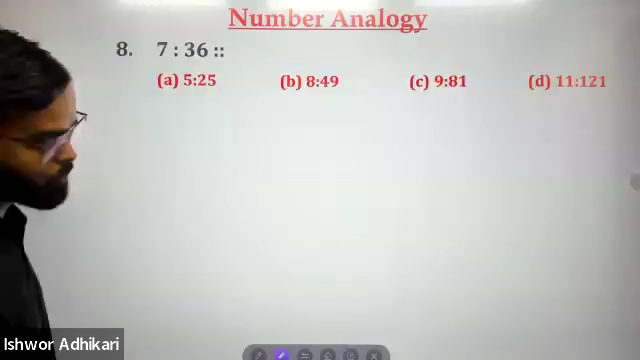 Number Analogy
8. 7 : 36 ::
(a) 5:25 (b) 8:49 (c) 9:81 (d) 11:121
Ishwor Adhikari